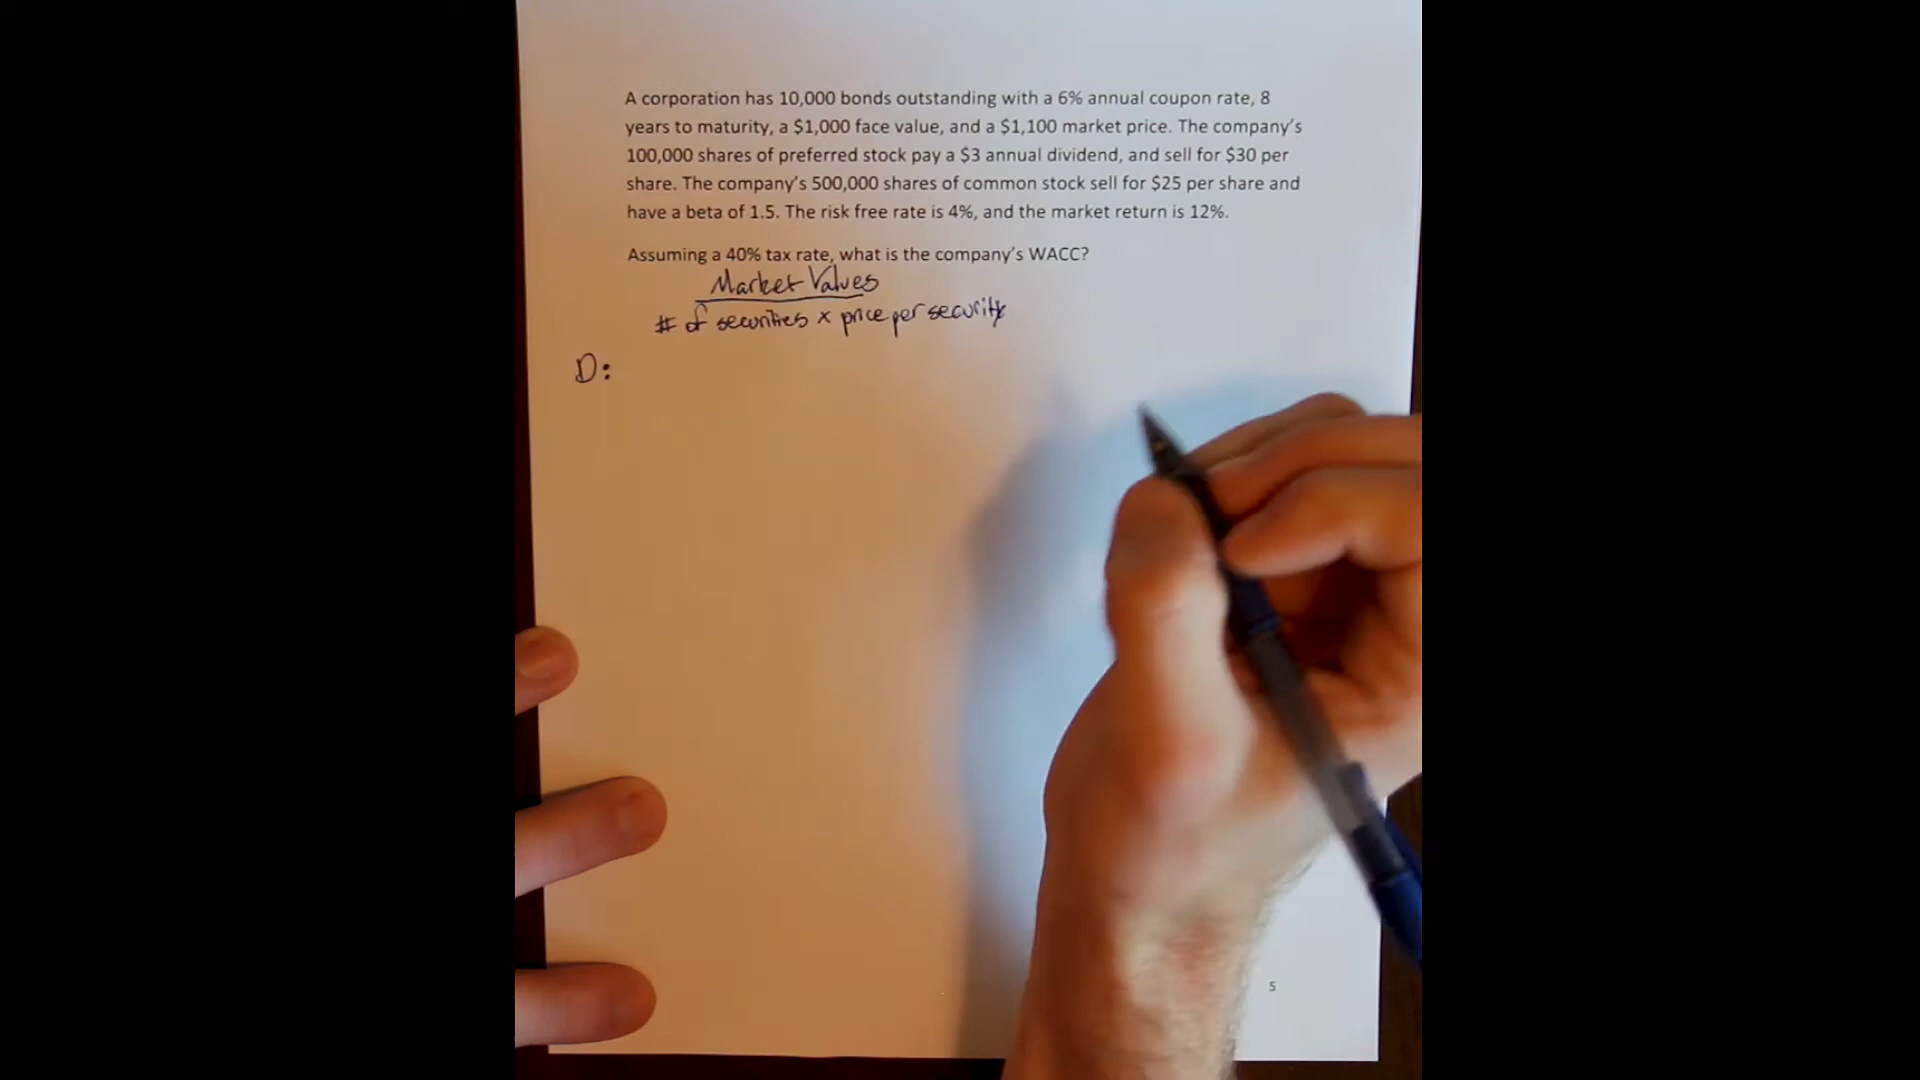 A corporation has 10,000 bonds outstanding with a 6% annual coupon rate, 8
years to maturity, a $1,000 face value, and a $1,100 market price. The company's
100,000 shares of preferred stock pay a $3 annual dividend, and sell for $30 per
share. The company's 500,000 shares of common stock sell for $25 per share and
have a beta of 1.5. The risk free rate is 4%, and the market return is 12%.
Assuming a 40% tax rate, what is the company's WACC?
Market Values
# of securities x price per security
D:
5